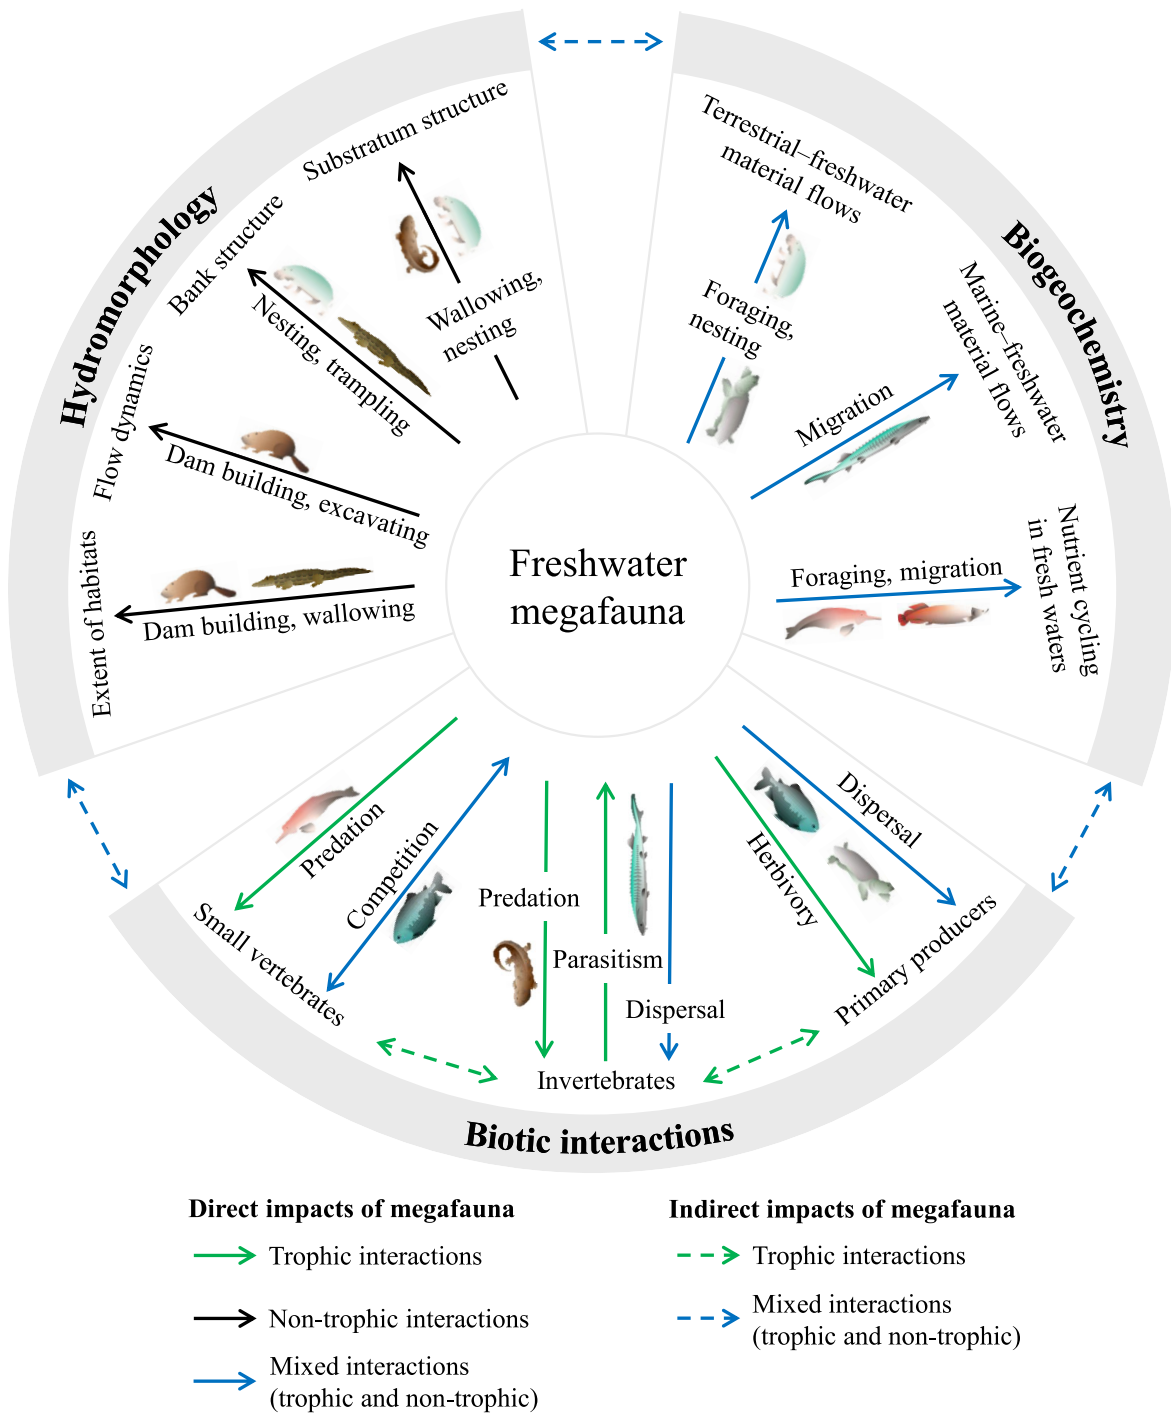 Hydromorphology
Substratum structure
Wallowing,
nesting
Bank structure
Nesting, trampling
Flow dynamics
Dam building, excavating
Extent of habitats
Dam building, wallowing
Biogeochemistry
Terrestrial–freshwater
material flows
Foraging,
nesting
Marine–freshwater
material flows
Migration
Nutrient cycling
in fresh waters
Foraging, migration
Freshwater
megafauna
Predation
Small vertebrates
Competition
Predation
Parasitism
Dispersal
Invertebrates
Herbivory
Dispersal
Primary producers
Biotic interactions
Direct impacts of megafauna
Trophic interactions
Non-trophic interactions
Mixed interactions
(trophic and non-trophic)
Indirect impacts of megafauna
Trophic interactions
Mixed interactions
(trophic and non-trophic)